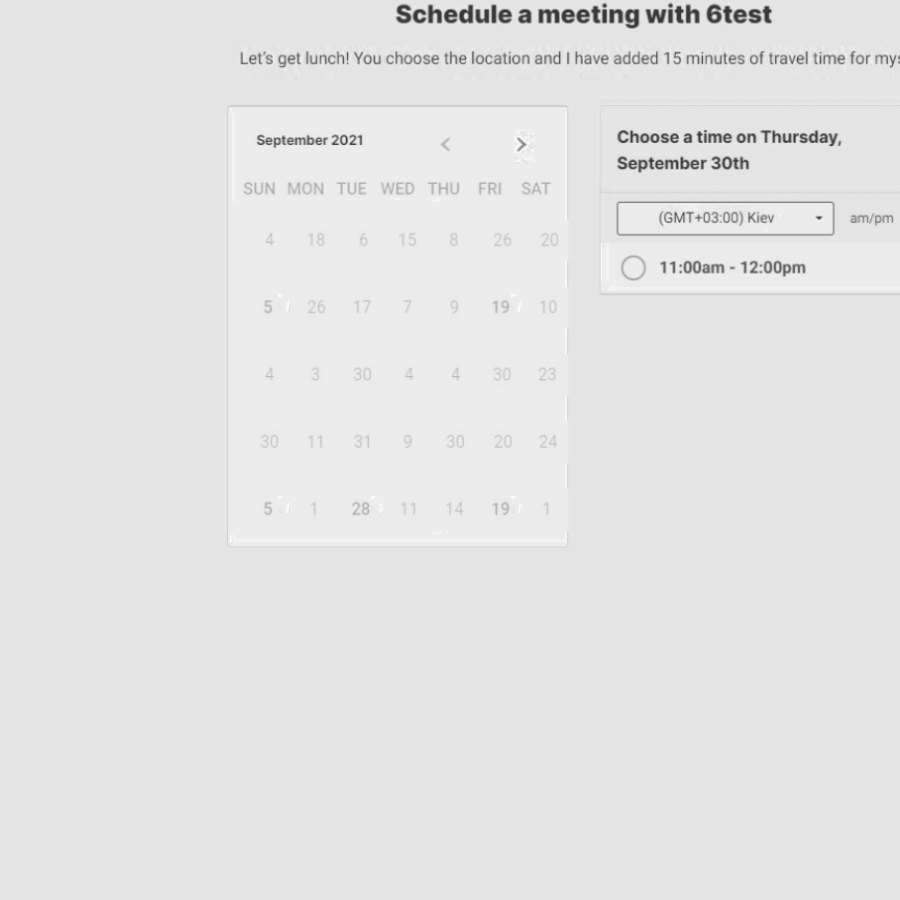 Schedule a meeting with 6test
Let's get lunch! You choose the location and I have added 15 minutes of travel time for mys
September 2021 < >
SUN MON TUE WED THU FRI SAT
4 18 6 15 8 26 20
5 26 17 7 9 19 10
4 3 30 4 4 30 23
30 11 31 9 30 20 24
5 1 28 11 14 19 1
Choose a time on Thursday,
September 30th
(GMT+03:00) Kiev am/pm
11:00am - 12:00pm